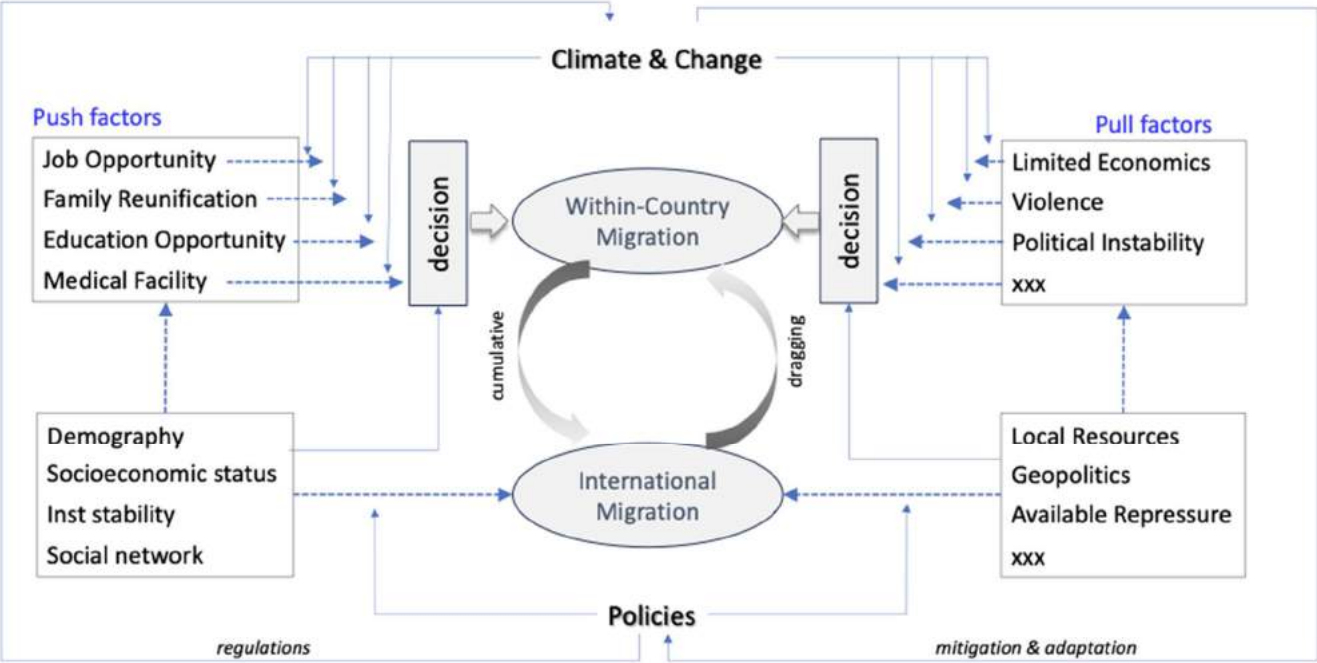 Climate & Change
Push factors
Job Opportunity
Family Reunification
Education Opportunity
Medical Facility
decision
Within-Country
Migration
decision
Pull factors
Limited Economics
Violence
Political Instability
xxx
cumulative
dragging
Demography
Socioeconomic status
Inst stability
Social network
International
Migration
Local Resources
Geopolitics
Available Repressure
xxx
Policies
regulations
mitigation & adaptation